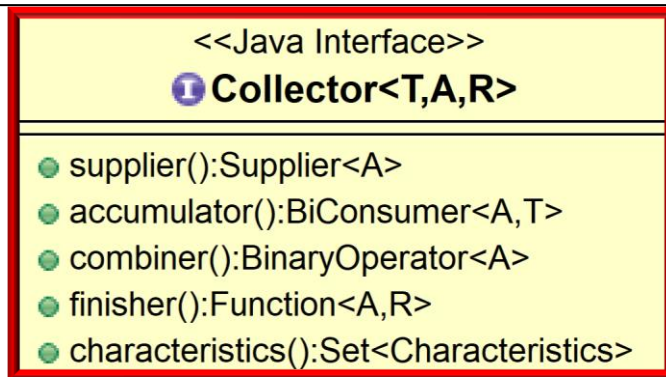 <<Java Interface>>
I Collector<T,A,R>
supplier():Supplier<A>
accumulator():BiConsumer<A,T>
combiner():BinaryOperator<A>
finisher():Function<A,R>
characteristics():Set<Characteristics>